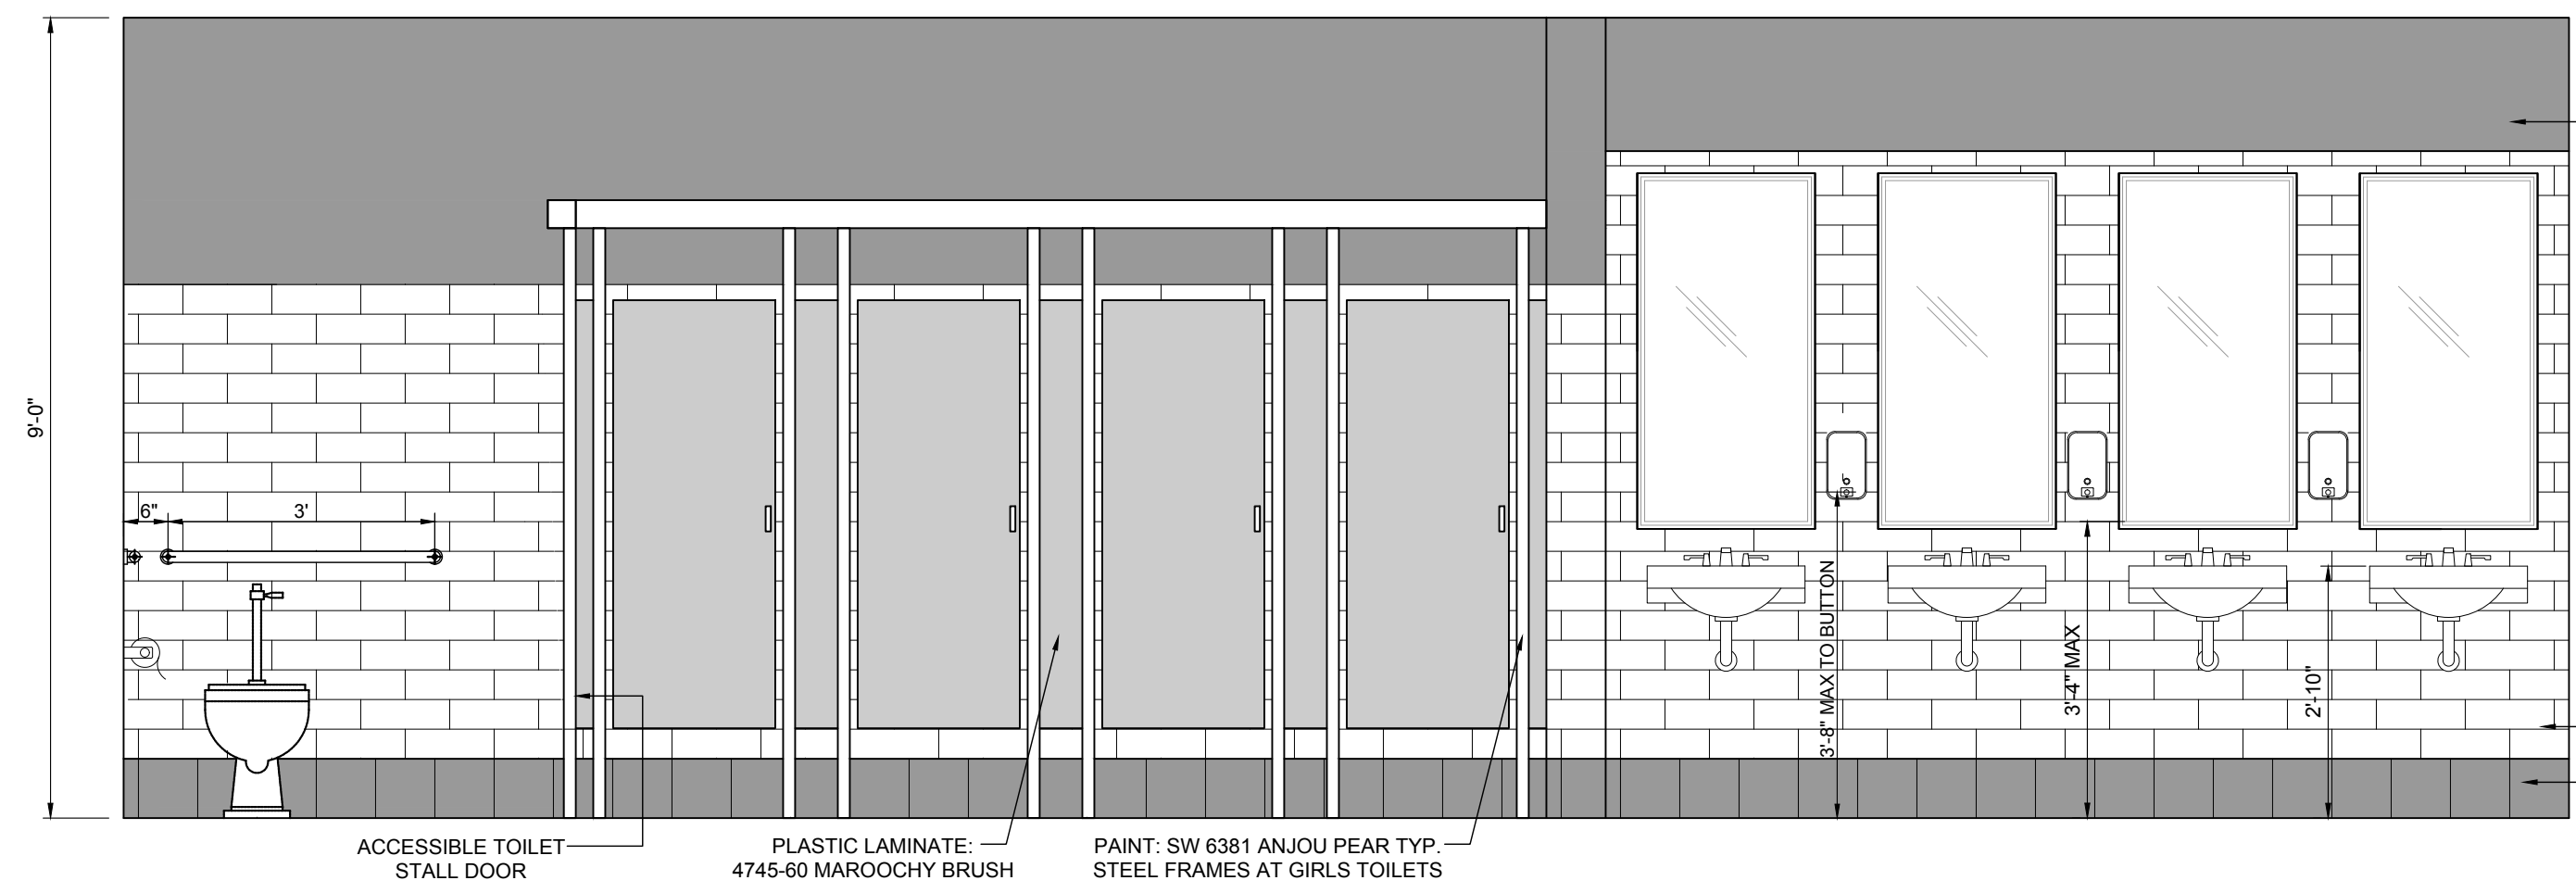 9'-0"
6"
3'
3'-8" MAX TO BUTTON
3'-4" MAX
2'-10"
ACCESSIBLE TOILET
STALL DOOR
PLASTIC LAMINATE:
4745-60 MAROOCHY BRUSH
PAINT: SW 6381 ANJOU PEAR TYP.
STEEL FRAMES AT GIRLS TOILETS